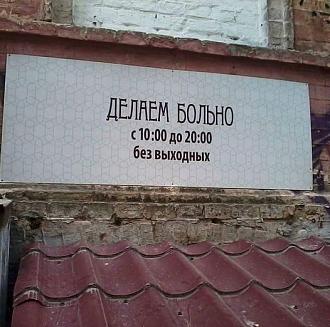 ДЕЛАЕМ БОЛЬНО
с 10:00 до 20:00
без выходных